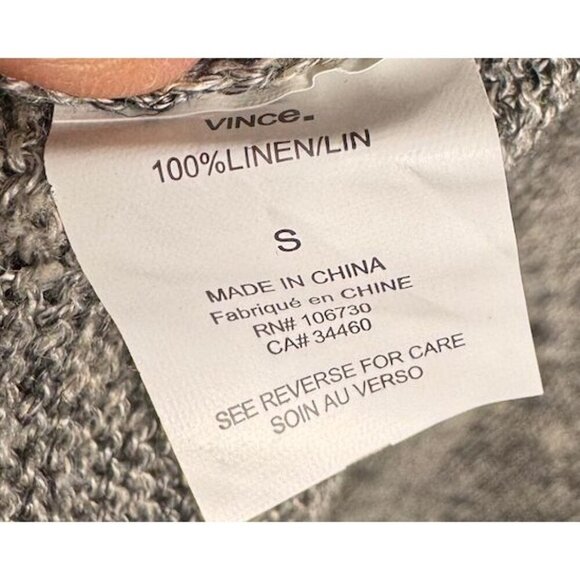 VINCe.
100%LINEN/LIN
S
MADE IN CHINA
Fabriqué en CHINE
RN# 106730
CA# 34460
SEE REVERSE FOR CARE
SOIN AU VERSO